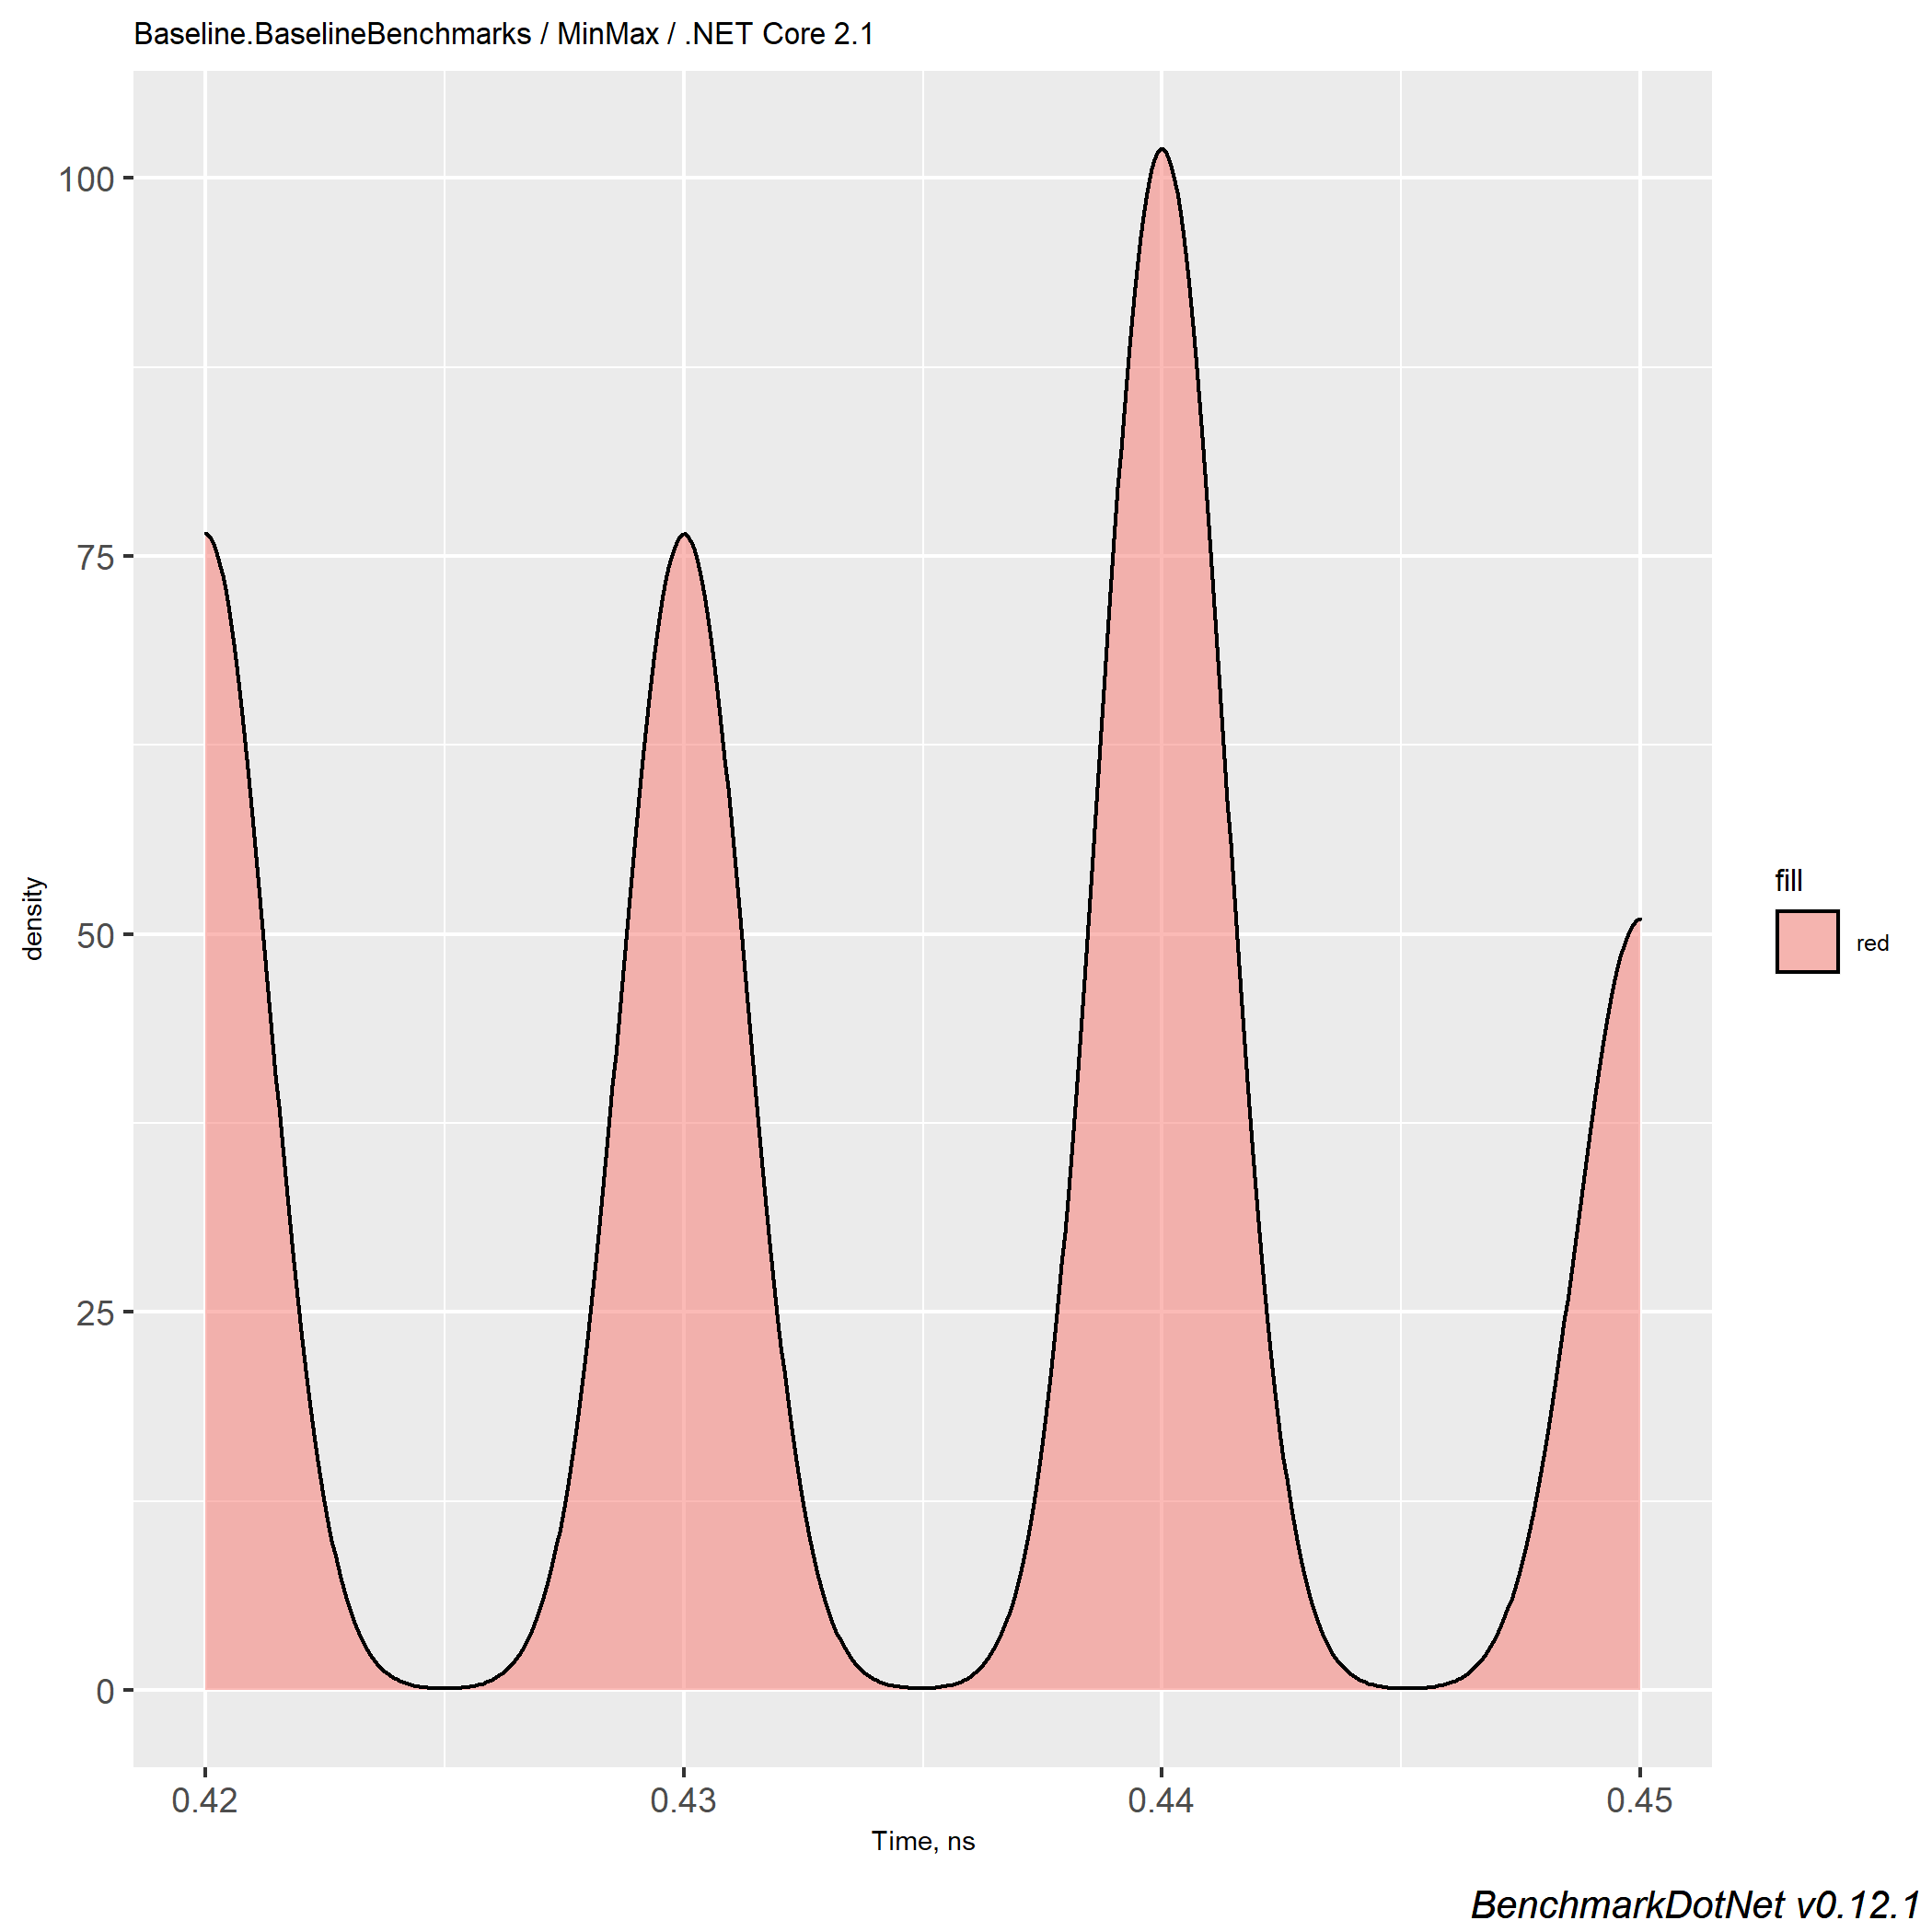 Baseline.BaselineBenchmarks / MinMax / .NET Core 2.1
100
75
50
25
0
density
0.42 0.43 0.44 0.45
Time, ns
fill
red
BenchmarkDotNet v0.12.1